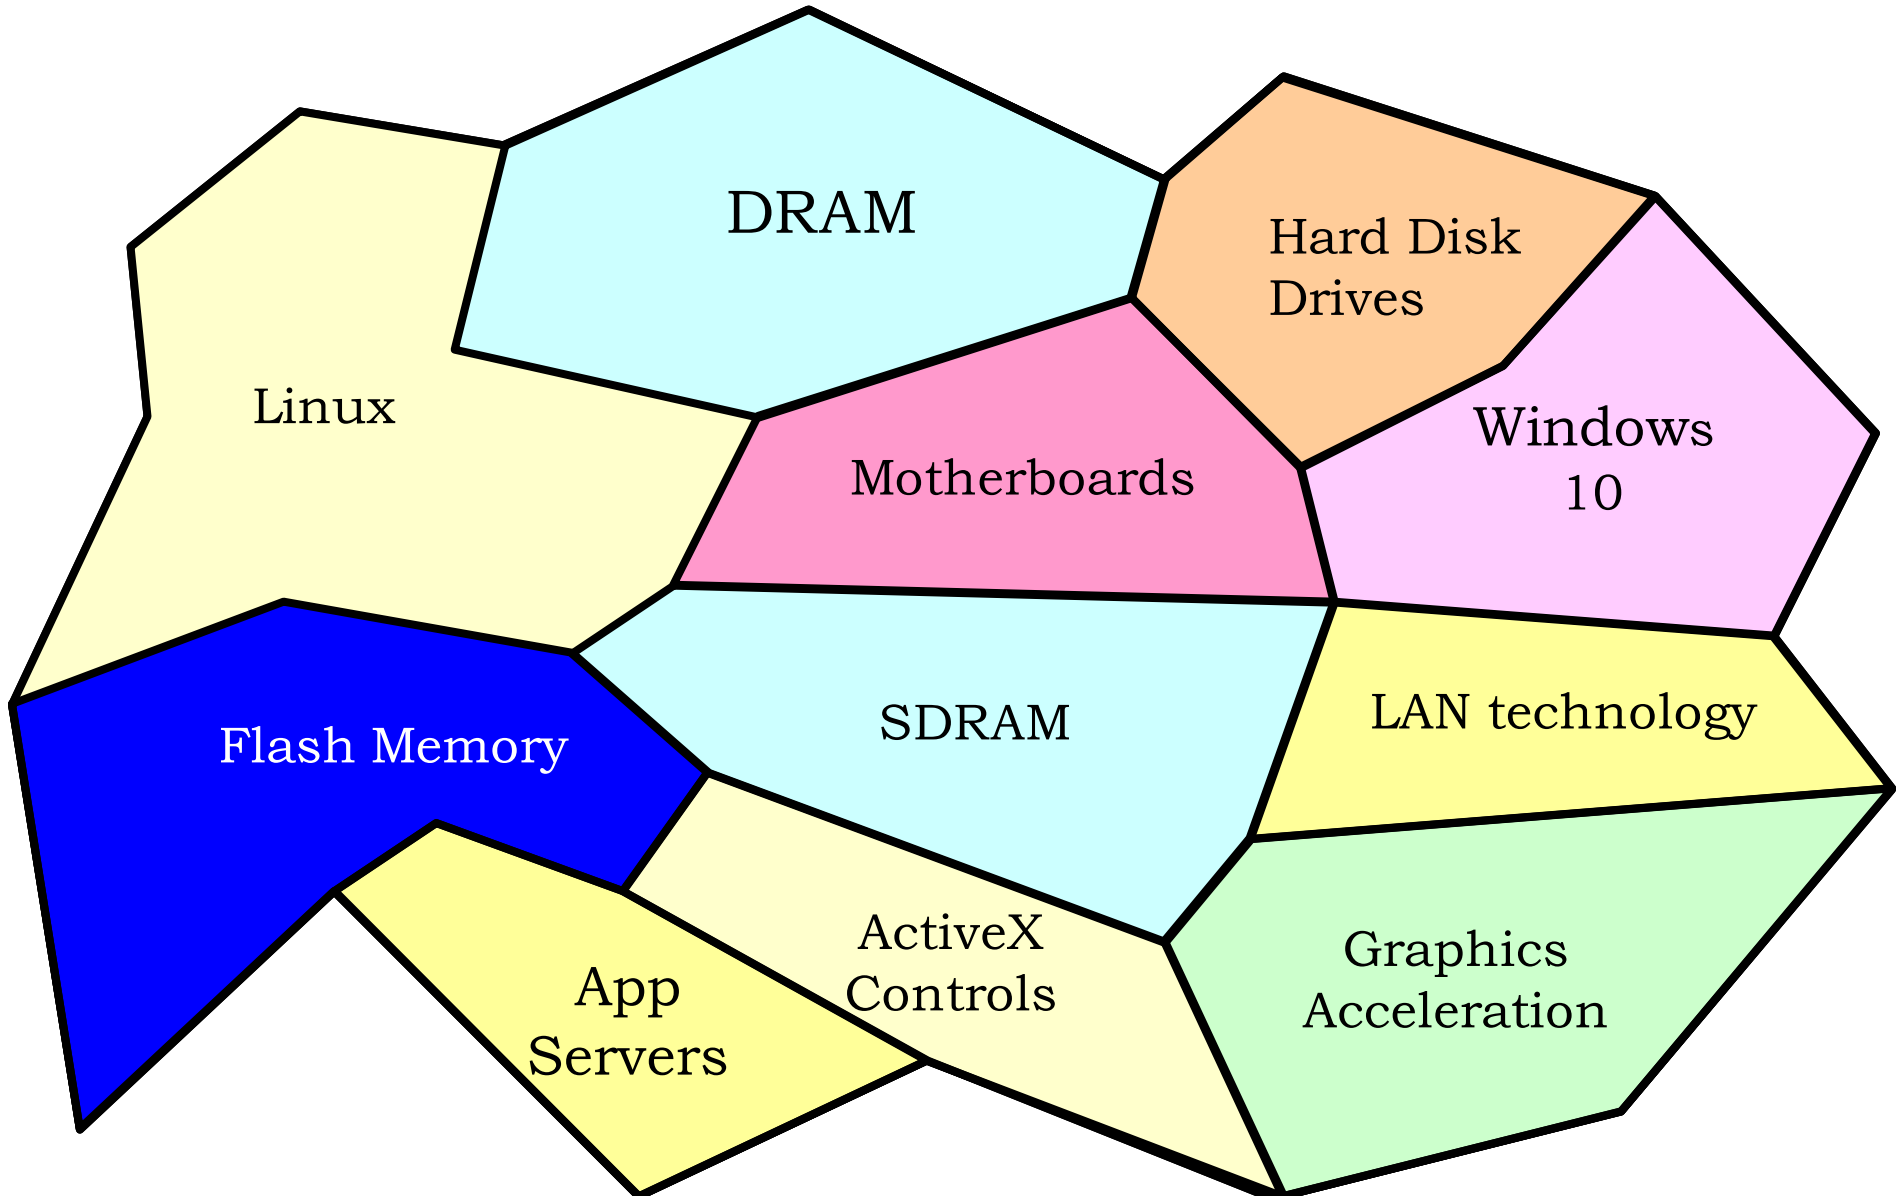 DRAM
Hard Disk
Drives
Linux
Windows
10
Motherboards
Flash Memory
SDRAM
LAN technology
ActiveX
Controls
Graphics
Acceleration
App
Servers